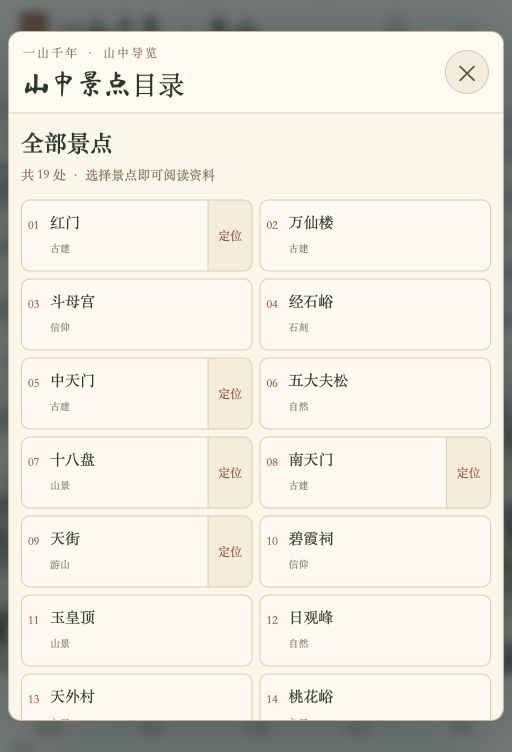 一山千年 · 山中导览
山中景点目录
全部景点
共 19 处 · 选择景点即可阅读资料
01 红门 定位
古建
02 万仙楼
古建
03 斗母宫
信仰
04 经石峪
石刻
05 中天门 定位
古建
06 五大夫松
自然
07 十八盘 定位
山景
08 南天门 定位
古建
09 天街 定位
游山
10 碧霞祠
信仰
11 玉皇顶
山景
12 日观峰
自然
13 天外村
14 桃花峪